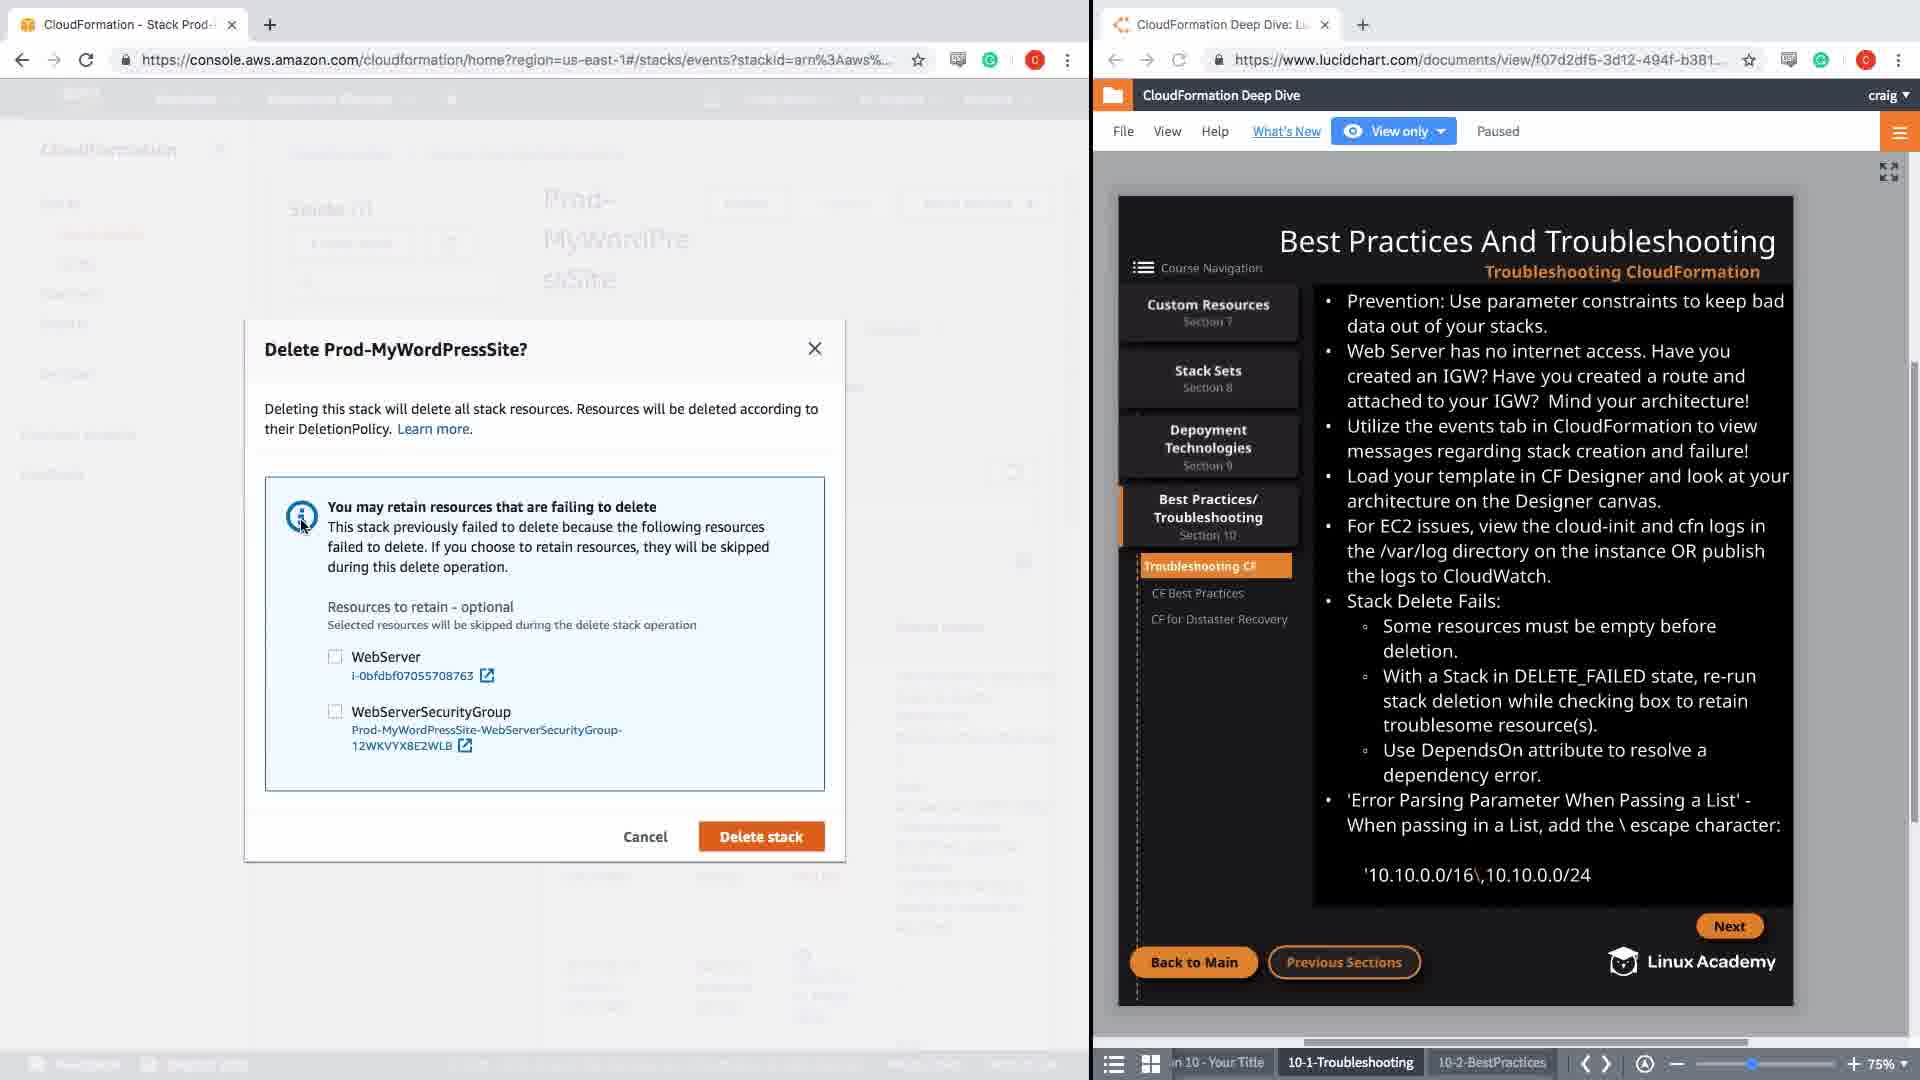 CloudFormation - Stack Prod-
https://console.aws.amazon.com/cloudformation/home?region=us-east-1#/stacks/events?stackId=arn%3Aaws%...
C
CloudFormation
Prod-
MyWordPre
ssSite
Delete Prod-MyWordPressSite?
Deleting this stack will delete all stack resources. Resources will be deleted according to
their DeletionPolicy. Learn more.
You may retain resources that are failing to delete
This stack previously failed to delete because the following resources
failed to delete. If you choose to retain resources, they will be skipped
during this delete operation.
Resources to retain - optional
Selected resources will be skipped during the delete stack operation
WebServer
i-0bfdbf07055708763
WebServerSecurityGroup
Prod-MyWordPressSite-WebServerSecurityGroup-
12WKVYX8E2WLB
Cancel
Delete stack
CloudFormation Deep Dive: Lu
https://www.lucidchart.com/documents/view/f07d2df5-3d12-494f-b381...
C
CloudFormation Deep Dive
craig
File
View
Help
What's New
View only
Paused
Best Practices And Troubleshooting
Troubleshooting CloudFormation
Course Navigation
Custom Resources
Section 7
Stack Sets
Section 8
Depoyment
Technologies
Section 9
Best Practices/
Troubleshooting
Section 10
Troubleshooting CF
CF Best Practices
CF for Distaster Recovery
• Prevention: Use parameter constraints to keep bad
data out of your stacks.
• Web Server has no internet access. Have you
created an IGW? Have you created a route and
attached to your IGW?  Mind your architecture!
• Utilize the events tab in CloudFormation to view
messages regarding stack creation and failure!
• Load your template in CF Designer and look at your
architecture on the Designer canvas.
• For EC2 issues, view the cloud-init and cfn logs in
the /var/log directory on the instance OR publish
the logs to CloudWatch.
• Stack Delete Fails:
◦ Some resources must be empty before
deletion.
◦ With a Stack in DELETE_FAILED state, re-run
stack deletion while checking box to retain
troublesome resource(s).
◦ Use DependsOn attribute to resolve a
dependency error.
• 'Error Parsing Parameter When Passing a List' -
When passing in a List, add the \ escape character:
'10.10.0.0/16\,10.10.0.0/24
Next
Back to Main
Previous Sections
Linux Academy
n 10 - Your Title
10-1-Troubleshooting
10-2-BestPractices
75%